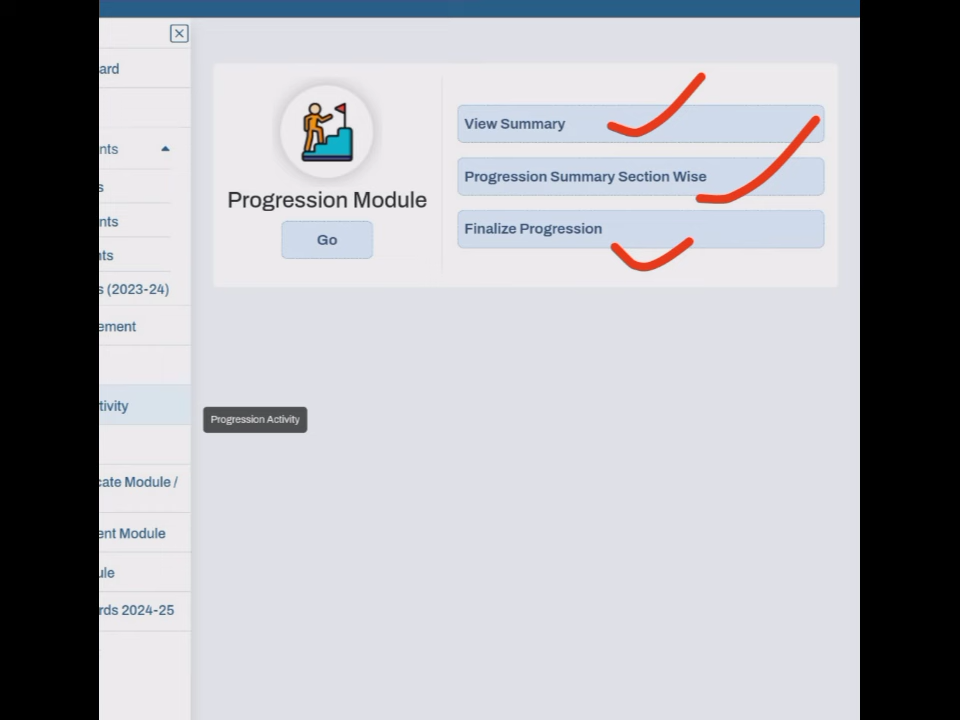 ard
nts
s
nts
nts
s (2023-24)
ement
tivity
cate Module /
ent Module
ule
rds 2024-25
Progression Module
Go
View Summary
Progression Summary Section Wise
Finalize Progression
Progression Activity